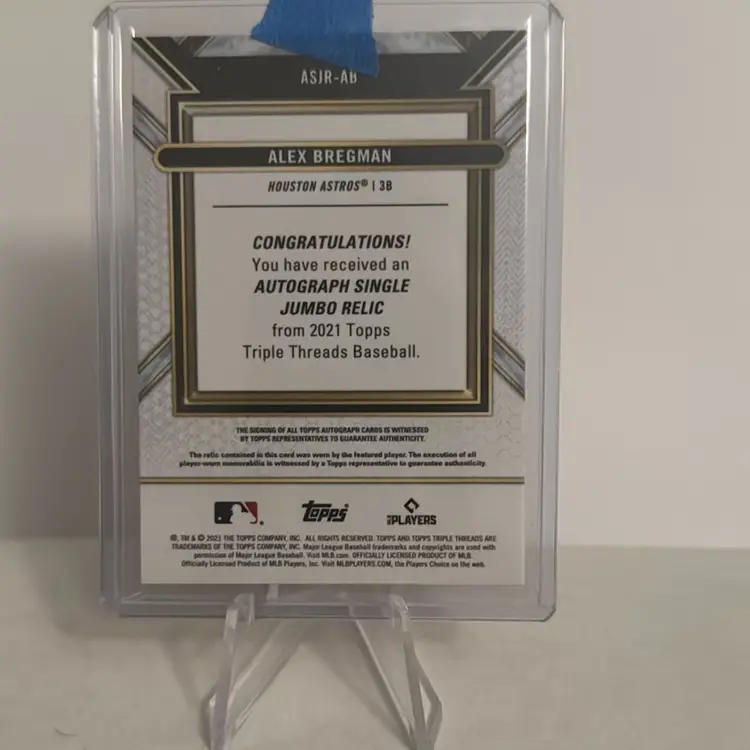 ASJR-AB
ALEX BREGMAN
HOUSTON ASTROS® | 3B
CONGRATULATIONS!
You have received an
AUTOGRAPH SINGLE
JUMBO RELIC
from 2021 Topps
Triple Threads Baseball.
THE SIGNING OF ALL TOPPS AUTOGRAPH CARDS IS WITNESSED
BY TOPPS REPRESENTATIVES TO GUARANTEE AUTHENTICITY.
The relic contained in this card was worn by the featured player. The execution of all
player-worn memorabilia is witnessed by a Topps representative to guarantee authenticity.
Topps®
PLAYERS
®, TM & © 2021 THE TOPPS COMPANY, INC. ALL RIGHTS RESERVED. TOPPS AND TOPPS TRIPLE THREADS ARE
TRADEMARKS OF THE TOPPS COMPANY, INC. Major League Baseball trademarks and copyrights are used with
permission of Major League Baseball. Visit MLB.com. OFFICIALLY LICENSED PRODUCT OF MLB.
Officially Licensed Product of MLB Players, Inc. Visit MLBPLAYERS.COM, the Players Choice on the web.